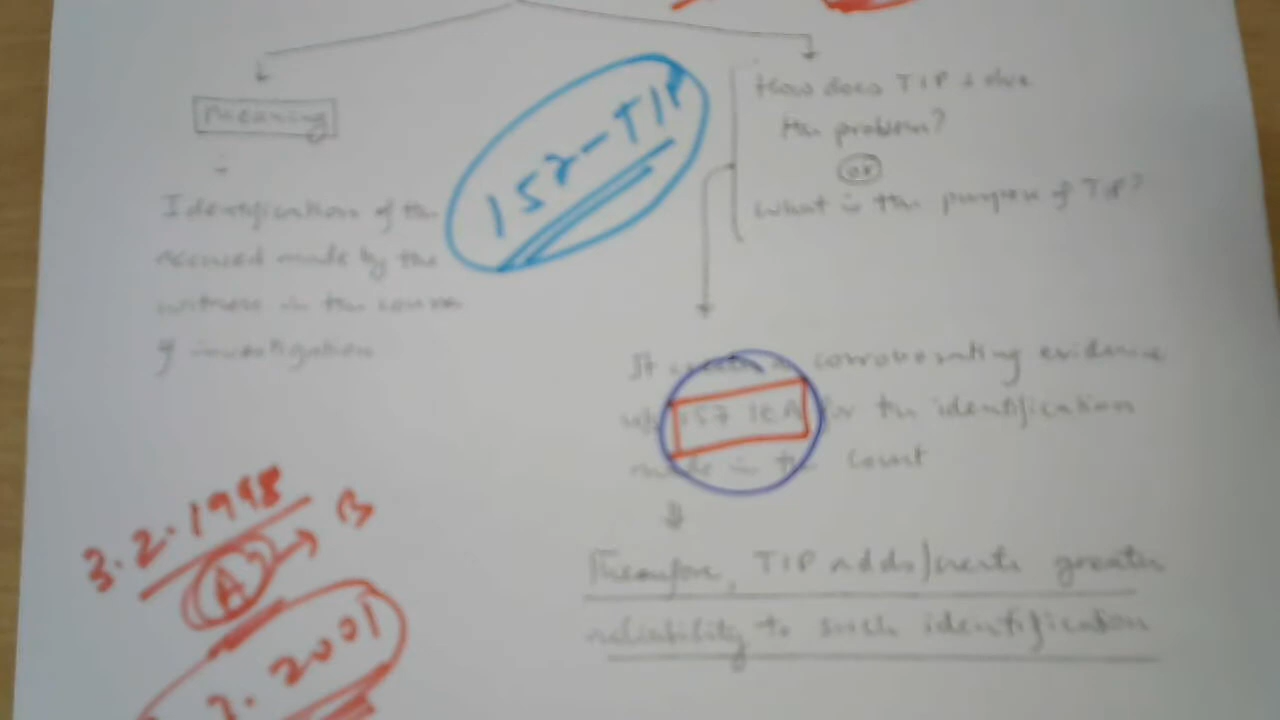 meaning
Identification of the
accused made by the
witness in the course
of investigation
157-TIP
How does TIP solve
the problem?
or
What is the purpose of TIP?
It creates a corroborating evidence
u/s 157 IEA for the identification
made in the court
Therefore, TIP adds/creates greater
reliability to such identification
3.2.1998
A → B
2001